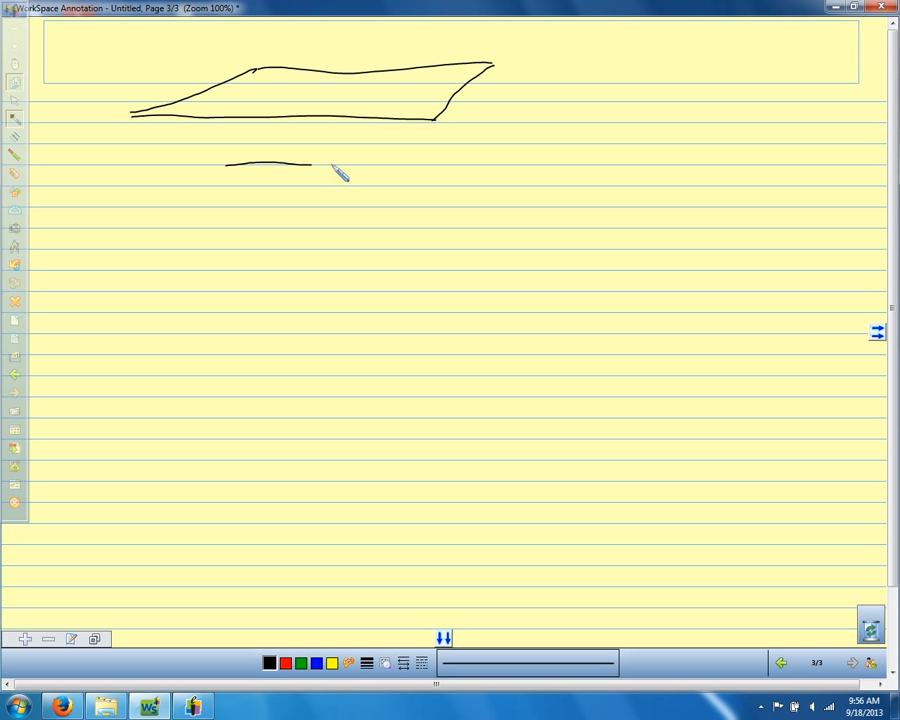 WorkSpace Annotation - Untitled, Page 3/3 (Zoom 100%) *
3/3
9:56 AM
9/18/2013